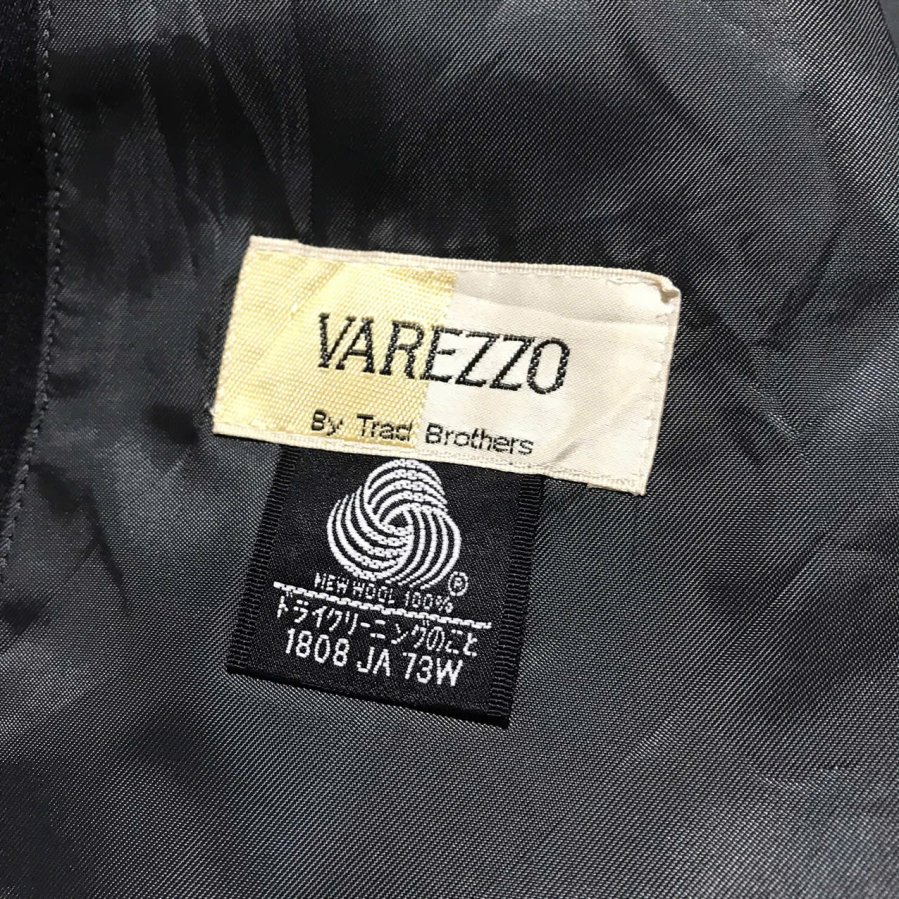 VAREZZO
By Trad Brothers
®
NEW WOOL 100%
ドライクリーニングのこと
1808 JA 73W